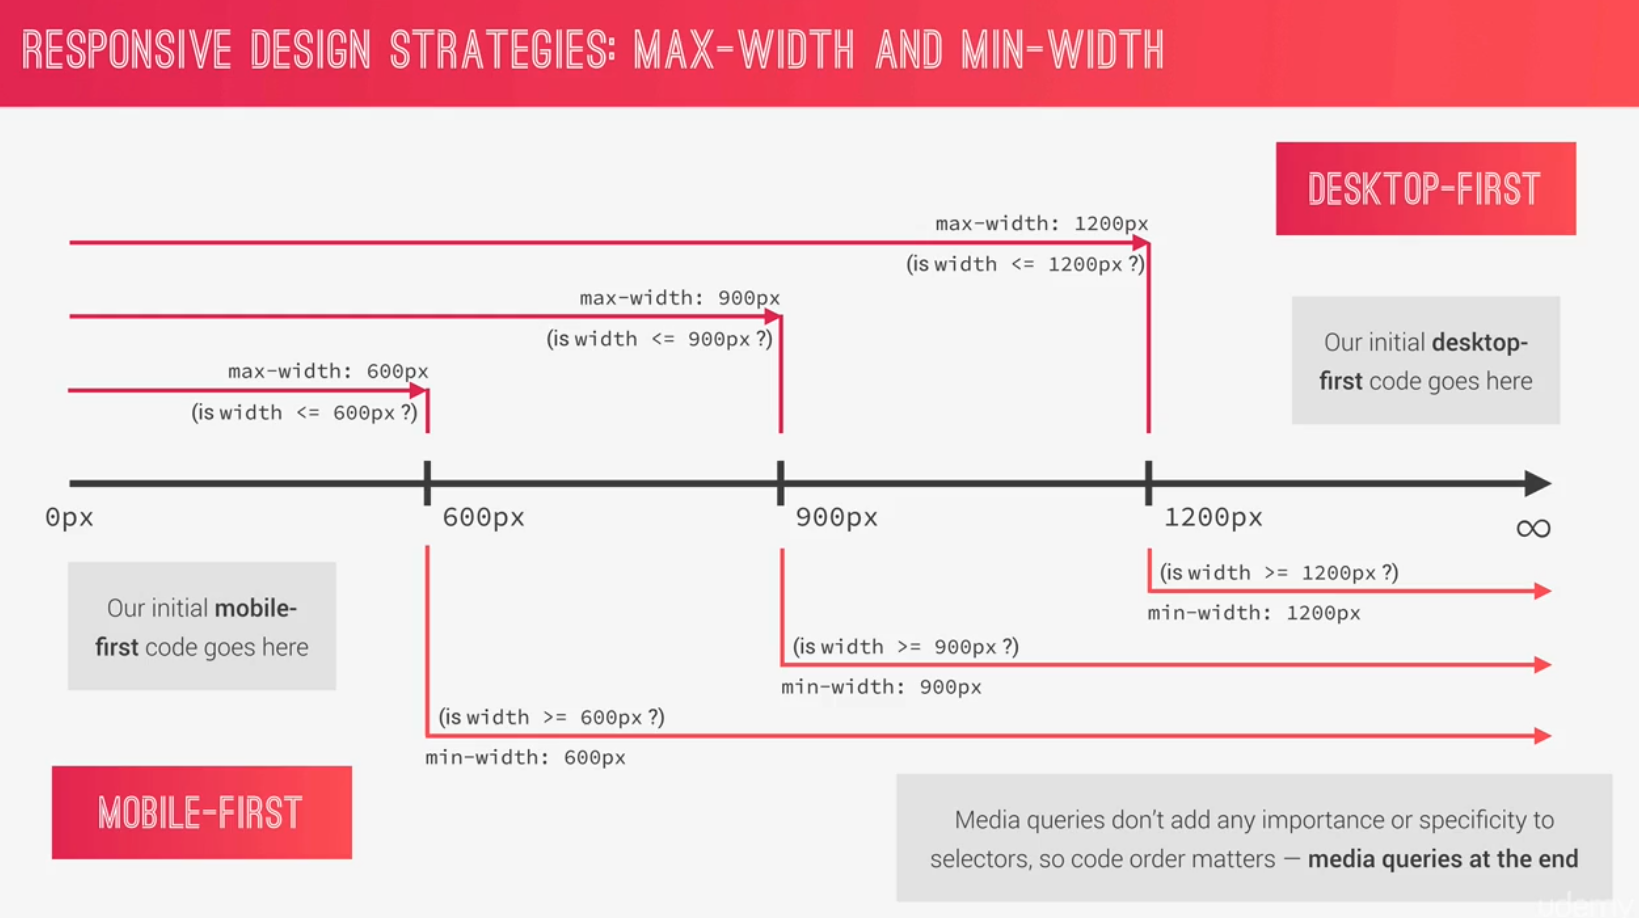 RESPONSIVE DESIGN STRATEGIES: MAX-WIDTH AND MIN-WIDTH
DESKTOP-FIRST
max-width: 1200px
(is width <= 1200px ?)
max-width: 900px
(is width <= 900px ?)
Our initial desktop-
first code goes here
max-width: 600px
(is width <= 600px ?)
0px
600px
900px
1200px
∞
(is width >= 1200px ?)
min-width: 1200px
Our initial mobile-
first code goes here
(is width >= 900px ?)
min-width: 900px
(is width >= 600px ?)
min-width: 600px
MOBILE-FIRST
Media queries don't add any importance or specificity to
selectors, so code order matters — media queries at the end
udemy